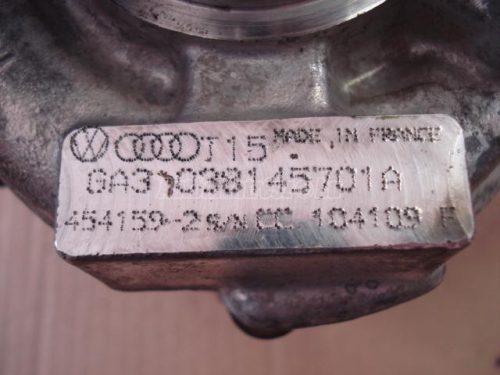 T15 MADE IN FRANCE
GA3 038145701A
454159-2 S/N CC 104109 F